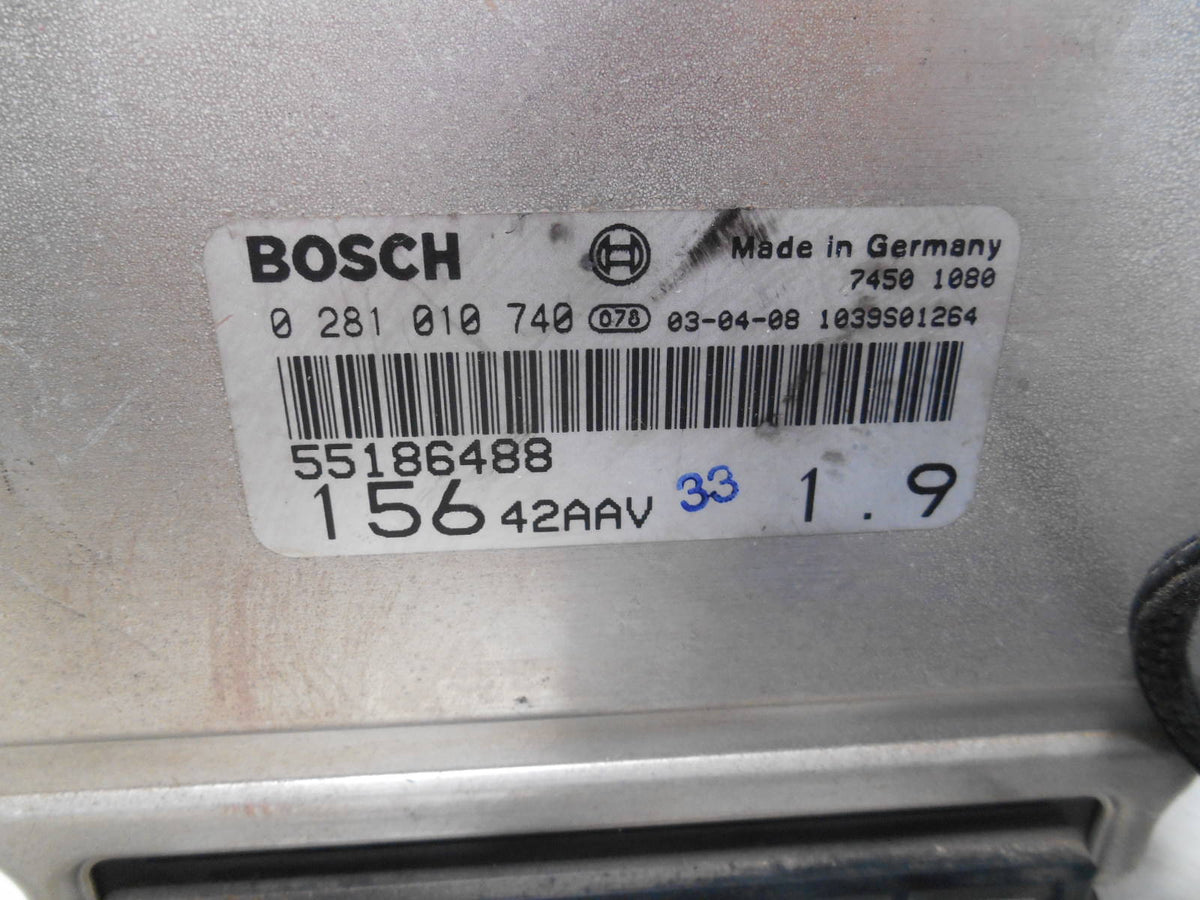 BOSCH Made in Germany
7450 1080
0 281 010 740 078 03-04-08 1039S01264
55186488
156 42AAV 33 1.9